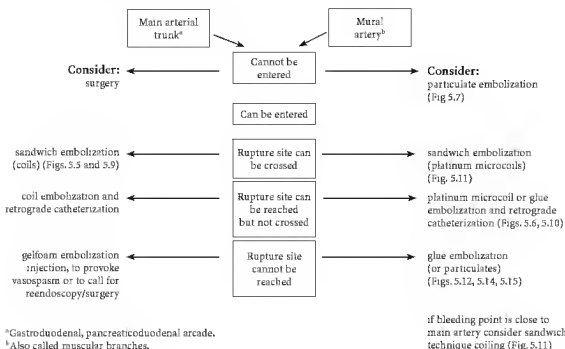 Main arterial
trunkᵃ
Mural
arteryᵇ
Consider:
surgery
Cannot be
entered
Consider:
particulate embolization
(Fig 5.7)
Can be entered
sandwich embolization
(coils) (Figs. 5.5 and 5.9)
Rupture site can
be crossed
sandwich embolization
(platinum microcoils)
(Fig. 5.11)
coil embolization and
retrograde catheterization
Rupture site can
be reached
but not crossed
platinum microcoil or glue
embolization and retrograde
catheterization (Figs. 5.6, 5.10)
gelfoam embolization
injection, to provoke
vasospasm or to call for
reendoscopy/surgery
Rupture site
cannot be
reached
glue embolization
(or particulates)
(Figs. 5.12, 5.14, 5.15)
if bleeding point is close to
main artery consider sandwich
technique coiling (Fig. 5.11)
ᵃGastroduodenal, pancreaticoduodenal arcade.
ᵇAlso called muscular branches.